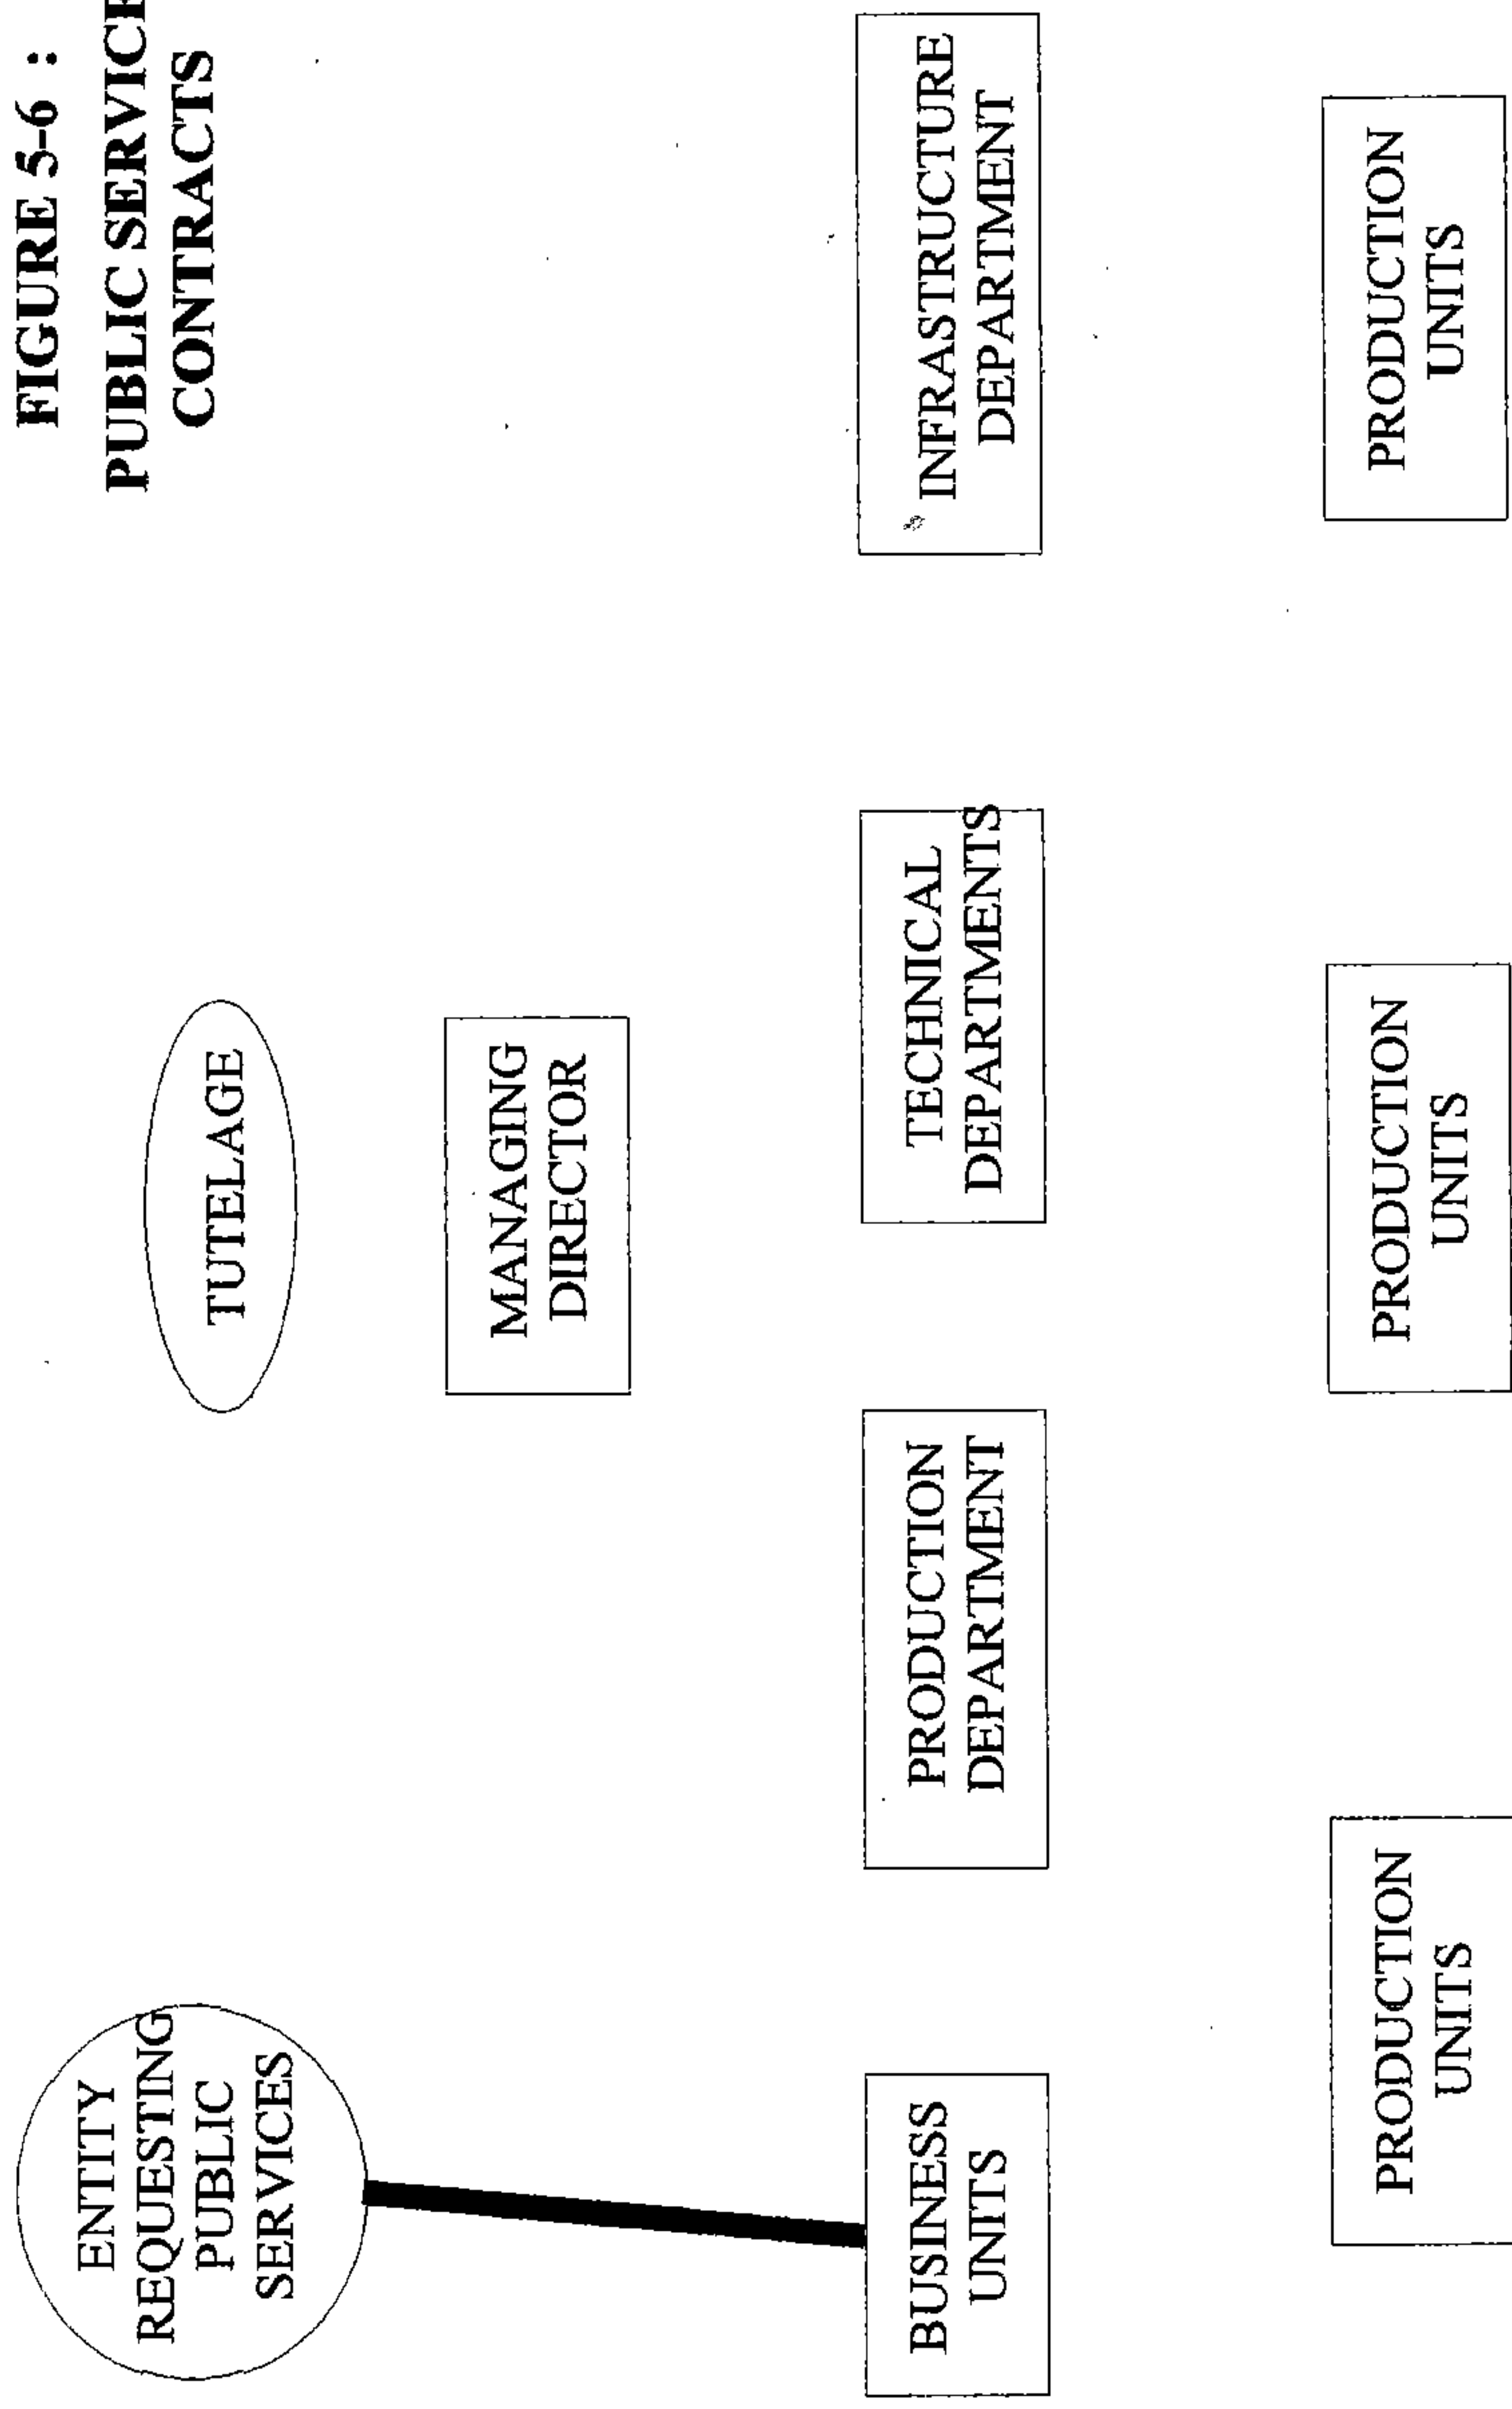 FIGURE 5-6 :
PUBLIC SERVICE
CONTRACTS
ENTITY
REQUESTING
PUBLIC
SERVICES
TUTELAGE
MANAGING
DIRECTOR
BUSINESS
UNITS
PRODUCTION
DEPARTMENT
TECHNICAL
DEPARTMENTS
INFRASTRUCTURE
DEPARTMENT
PRODUCTION
UNITS
PRODUCTION
UNITS
PRODUCTION
UNITS